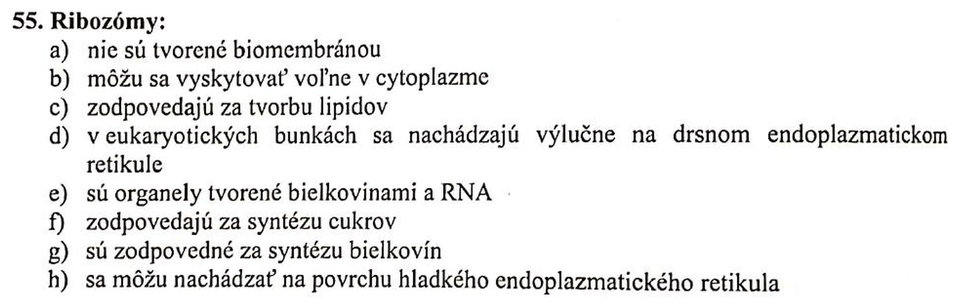 55. Ribozómy:
a) nie sú tvorené biomembránou
b) môžu sa vyskytovať voľne v cytoplazme
c) zodpovedajú za tvorbu lipidov
d) v eukaryotických bunkách sa nachádzajú výlučne na drsnom endoplazmatickom
retikule
e) sú organely tvorené bielkovinami a RNA
f) zodpovedajú za syntézu cukrov
g) sú zodpovedné za syntézu bielkovín
h) sa môžu nachádzať na povrchu hladkého endoplazmatického retikula